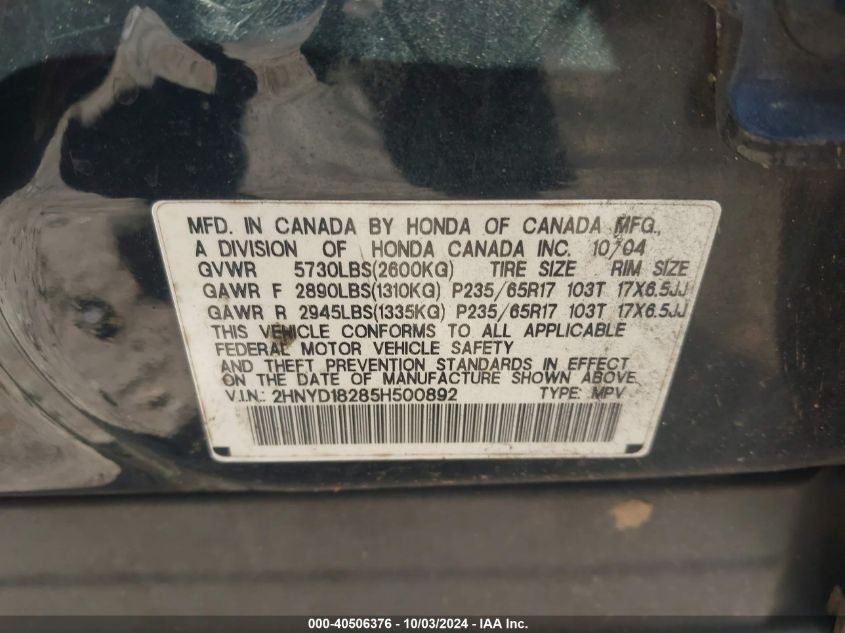 MFD. IN CANADA BY HONDA OF CANADA MFG.,
A DIVISION OF HONDA CANADA INC. 10/04
GVWR 5730LBS(2600KG) TIRE SIZE RIM SIZE
GAWR F 2890LBS(1310KG) P235/65R17 103T 17X6.5JJ
GAWR R 2945LBS(1335KG) P235/65R17 103T 17X6.5JJ
THIS VEHICLE CONFORMS TO ALL APPLICABLE
FEDERAL MOTOR VEHICLE SAFETY
AND THEFT PREVENTION STANDARDS IN EFFECT
ON THE DATE OF MANUFACTURE SHOWN ABOVE.
V.I.N.: 2HNYD18285H500892 TYPE: MPV
000-40506376 - 10/03/2024 - IAA Inc.